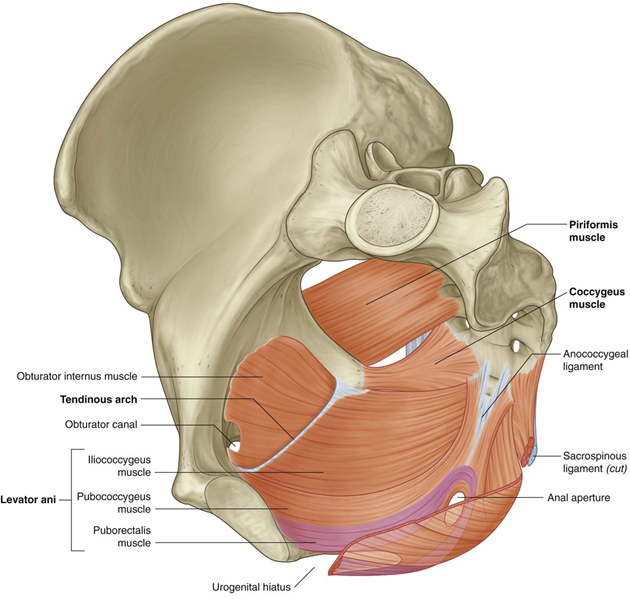 Piriformis
muscle
Coccygeus
muscle
Anococcygeal
ligament
Obturator internus muscle
Tendinous arch
Obturator canal
Iliococcygeus
muscle
Levator ani
Pubococcygeus
muscle
Puborectalis
muscle
Sacrospinous
ligament (cut)
Anal aperture
Urogenital hiatus